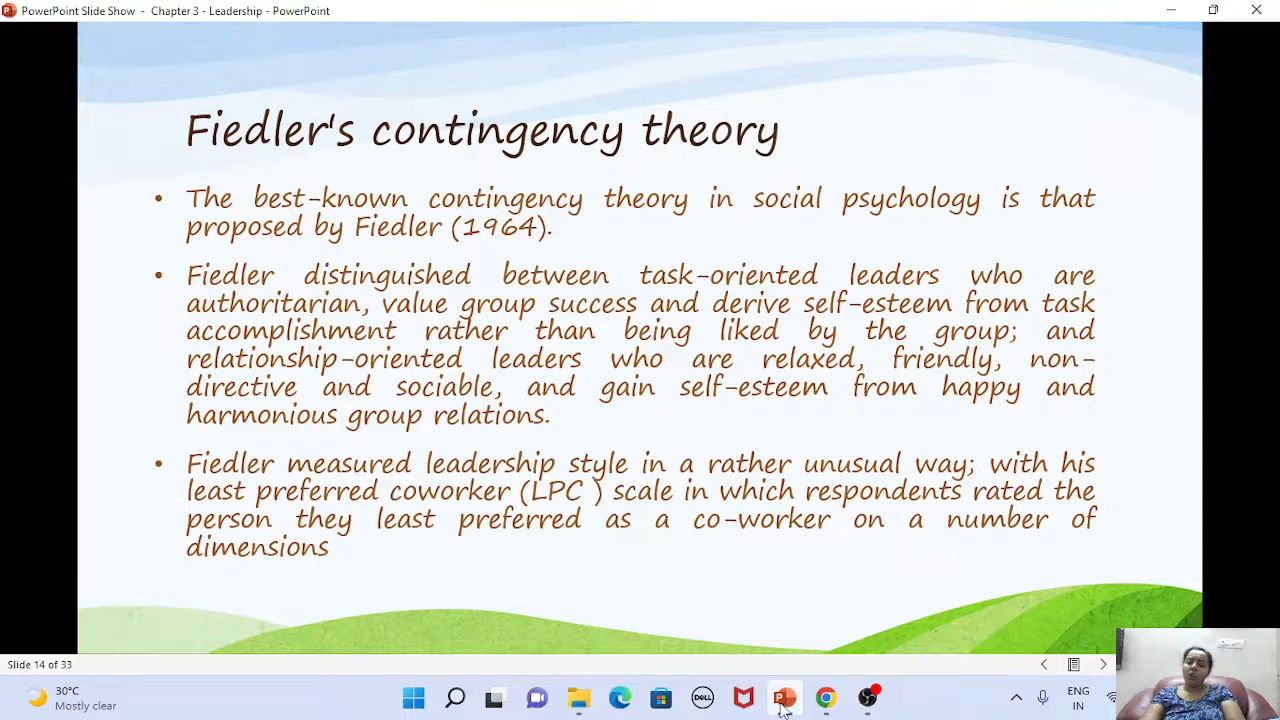 PowerPoint Slide Show - Chapter 3 - Leadership - PowerPoint
Fiedler's contingency theory
• The best-known contingency theory in social psychology is that
proposed by Fiedler (1964).
• Fiedler distinguished between task-oriented leaders who are
authoritarian, value group success and derive self-esteem from task
accomplishment rather than being liked by the group; and
relationship-oriented leaders who are relaxed, friendly, non-
directive and sociable, and gain self-esteem from happy and
harmonious group relations.
• Fiedler measured leadership style in a rather unusual way; with his
least preferred coworker (LPC ) scale in which respondents rated the
person they least preferred as a co-worker on a number of
dimensions
Slide 14 of 33
30°C
Mostly clear
DELL
ENG
IN